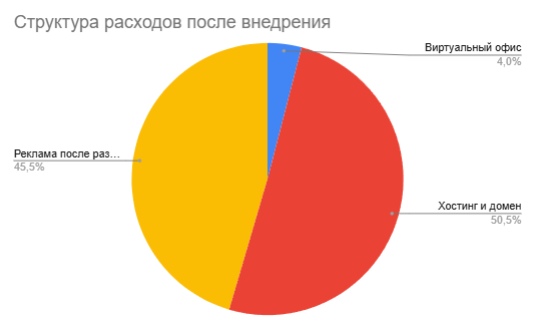 Структура расходов после внедрения
Виртуальный офис
4,0%
Реклама после раз...
45,5%
Хостинг и домен
50,5%